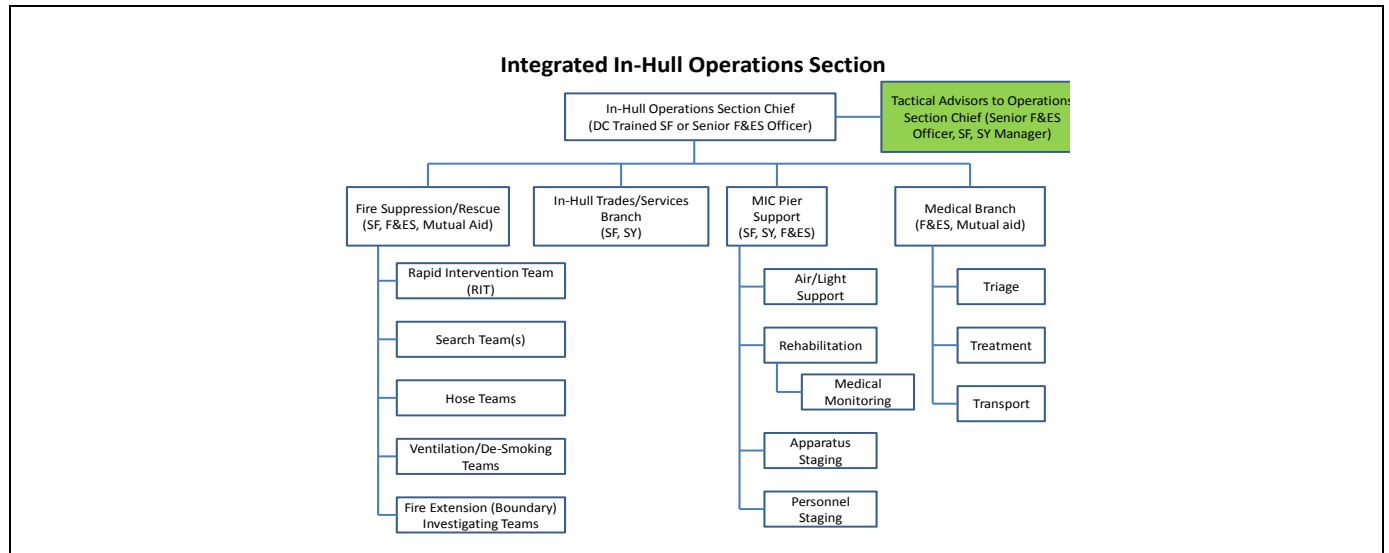 Integrated In-Hull Operations Section
In-Hull Operations Section Chief
(DC Trained SF or Senior F&ES Officer)
Tactical Advisors to Operations
Section Chief (Senior F&ES
Officer, SF, SY Manager)
Fire Suppression/Rescue
(SF, F&ES, Mutual Aid)
In-Hull Trades/Services
Branch
(SF, SY)
MIC Pier
Support
(SF, SY, F&ES)
Medical Branch
(F&ES, Mutual aid)
Rapid Intervention Team
(RIT)
Search Team(s)
Hose Teams
Ventilation/De-Smoking
Teams
Fire Extension (Boundary)
Investigating Teams
Air/Light
Support
Rehabilitation
Medical
Monitoring
Apparatus
Staging
Personnel
Staging
Triage
Treatment
Transport